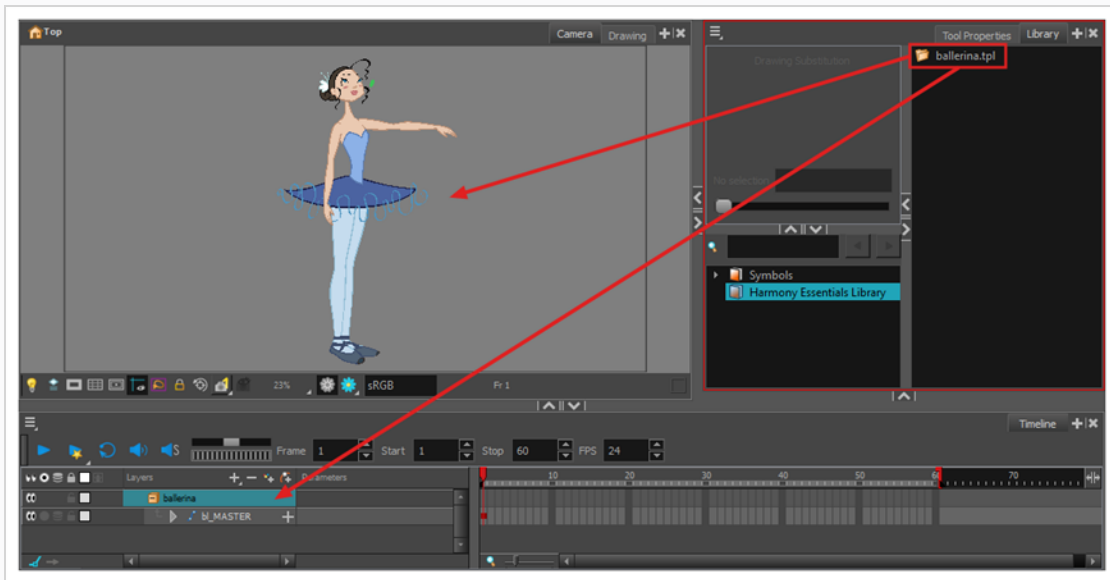 Top
Camera Drawing
Tool Properties Library
Drawing Substitution
ballerina.tpl
No selection
Symbols
Harmony Essentials Library
23% sRGB Fr 1
Timeline
S Frame 1 Start 1 Stop 60 FPS 24
Layers Parameters 10 20 30 40 50 60 70
ballerina
bl_MASTER